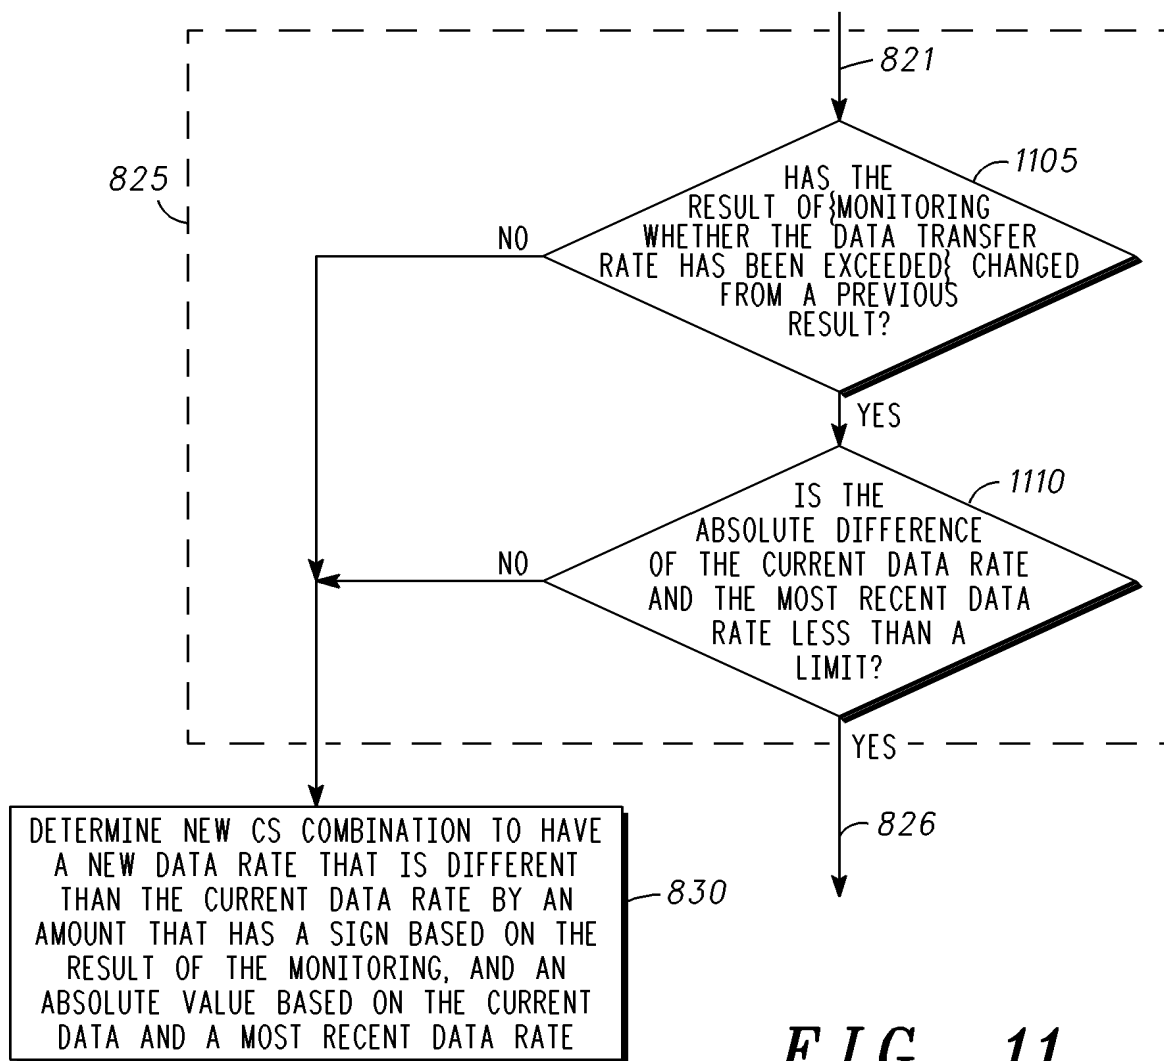 821
825
1105
HAS THE
RESULT OF{MONITORING
WHETHER THE DATA TRANSFER
RATE HAS BEEN EXCEEDED} CHANGED
FROM A PREVIOUS
RESULT?
NO
YES
1110
IS THE
ABSOLUTE DIFFERENCE
OF THE CURRENT DATA RATE
AND THE MOST RECENT DATA
RATE LESS THAN A
LIMIT?
NO
YES
826
DETERMINE NEW CS COMBINATION TO HAVE
A NEW DATA RATE THAT IS DIFFERENT
THAN THE CURRENT DATA RATE BY AN
AMOUNT THAT HAS A SIGN BASED ON THE
RESULT OF THE MONITORING, AND AN
ABSOLUTE VALUE BASED ON THE CURRENT
DATA AND A MOST RECENT DATA RATE
830
FIG. 11